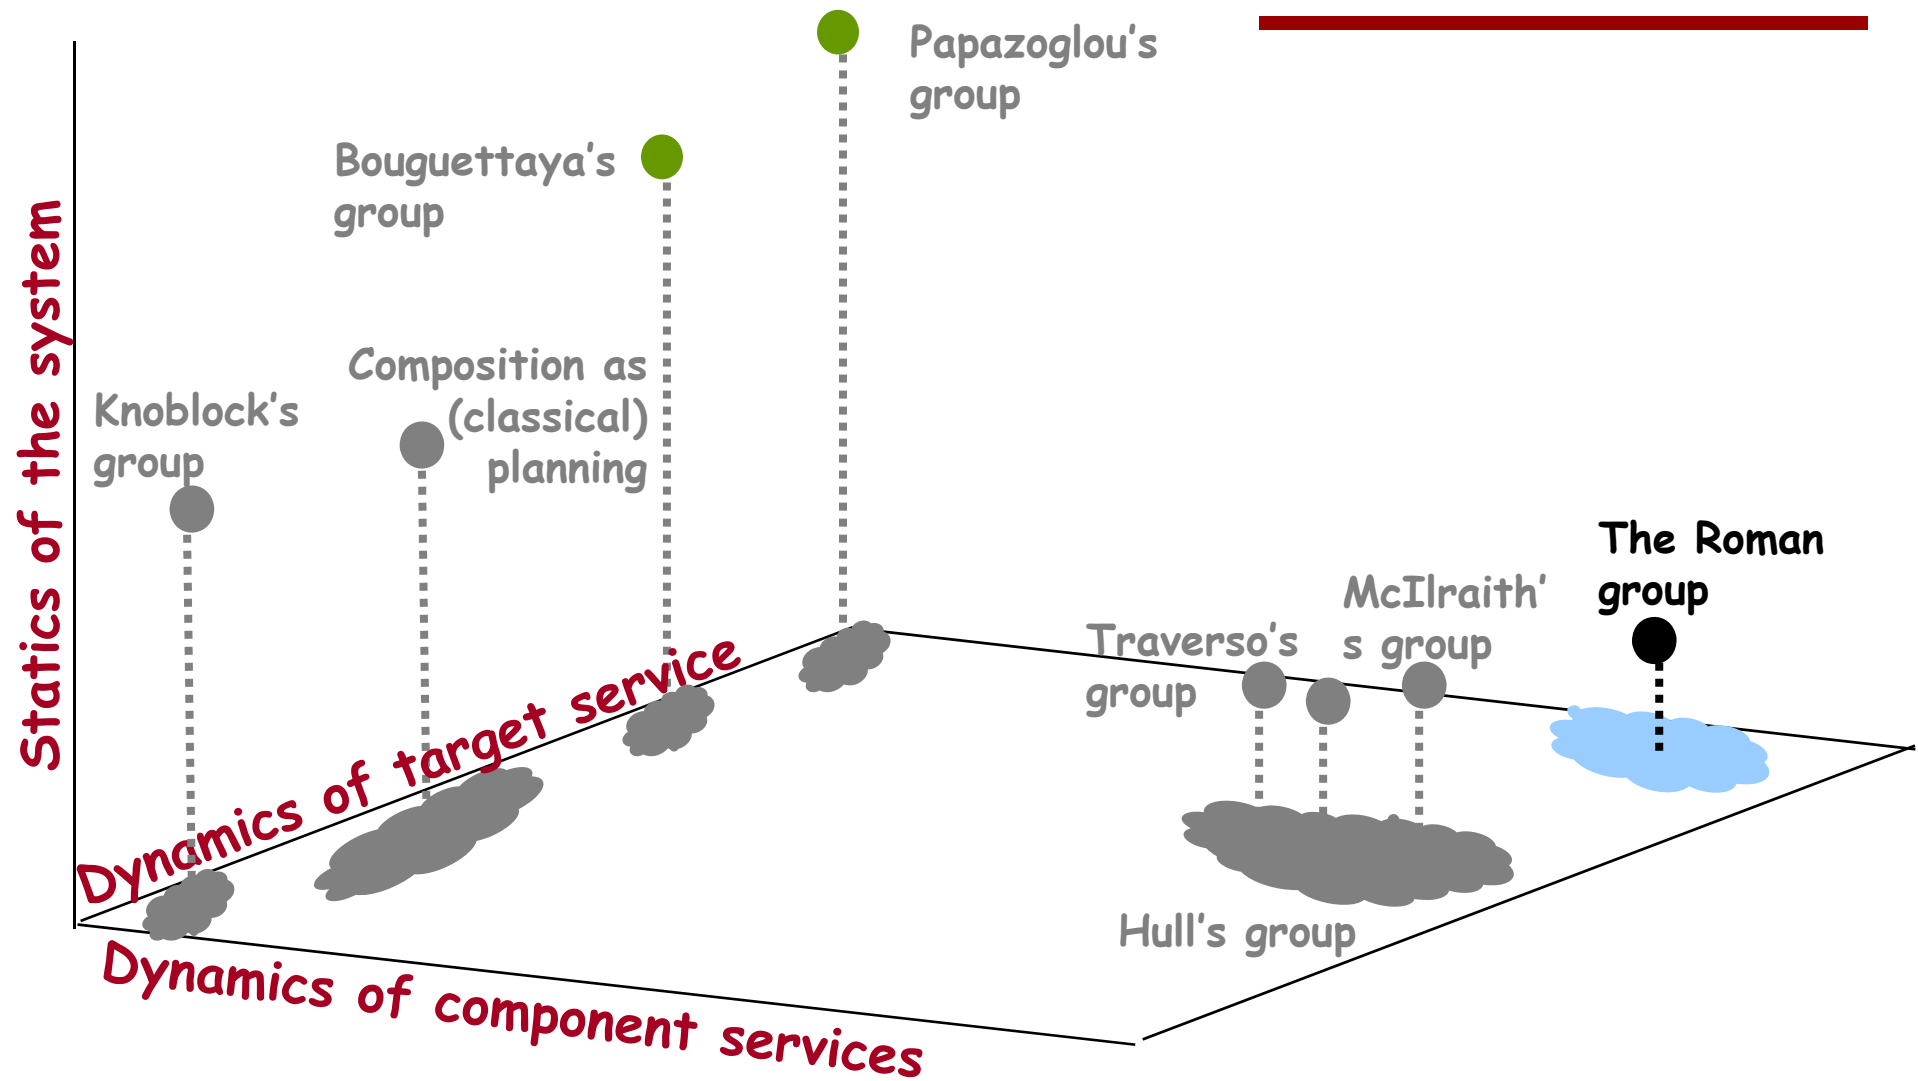 Papazoglou's
group
Bouguettaya's
group
Composition as
(classical)
planning
Knoblock's
group
Statics of the system
The Roman
group
McIlraith'
s group
Traverso's
group
Dynamics of target service
Hull's group
Dynamics of component services